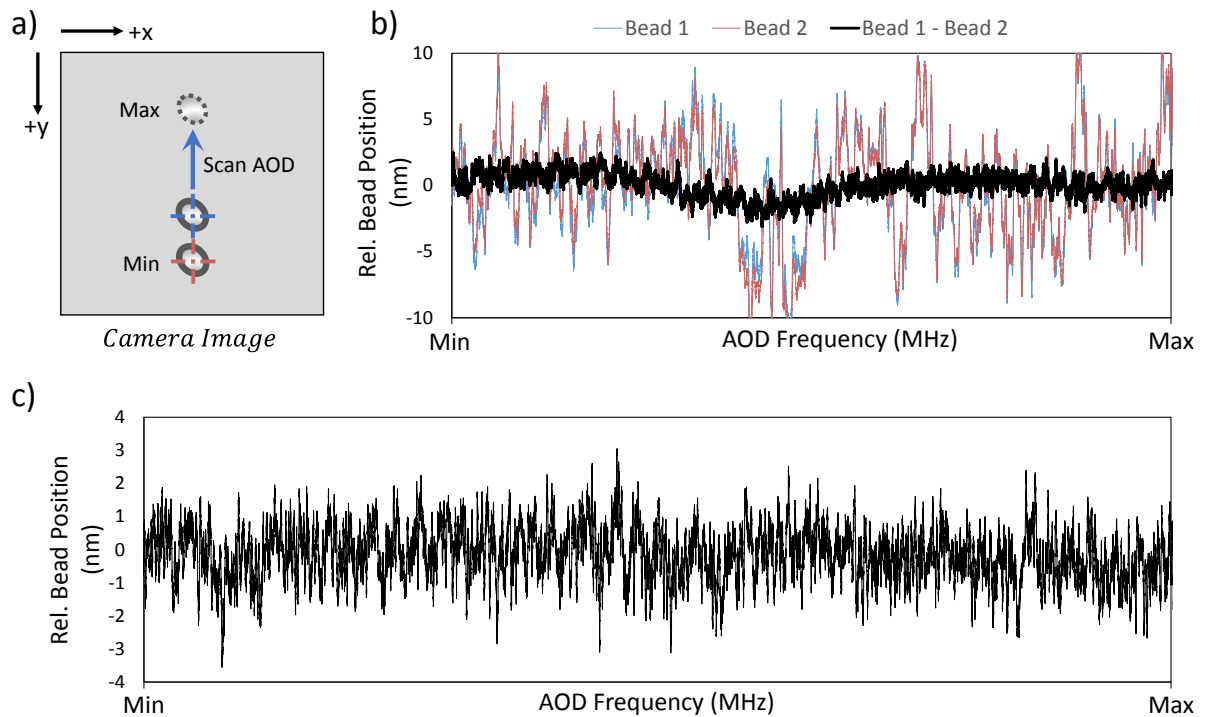 a)
+x
+y
Max
Scan AOD
Min
Camera Image
b)
Bead 1
Bead 2
Bead 1 - Bead 2
Rel. Bead Position
(nm)
10
5
0
-5
-10
Min
AOD Frequency (MHz)
Max
c)
Rel. Bead Position
(nm)
4
3
2
1
0
-1
-2
-3
-4
Min
AOD Frequency (MHz)
Max